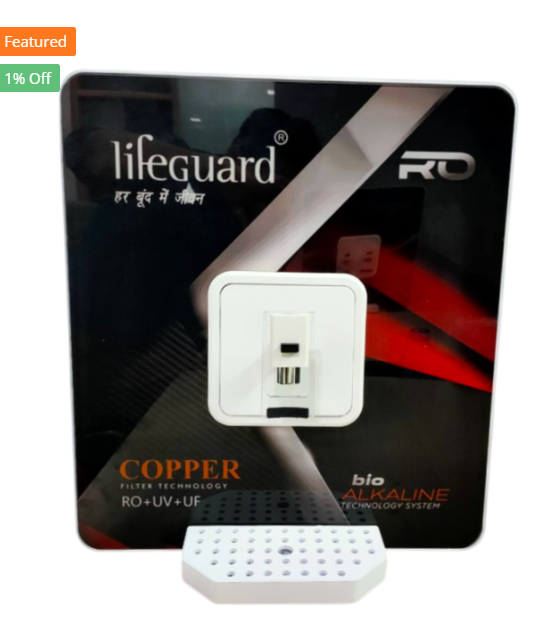 Featured
1% Off
lifeguard®
हर बूंद में जीवन
RO
COPPER
FILTER TECHNOLOGY
RO+UV+UF
bio
ALKALINE
TECHNOLOGY SYSTEM